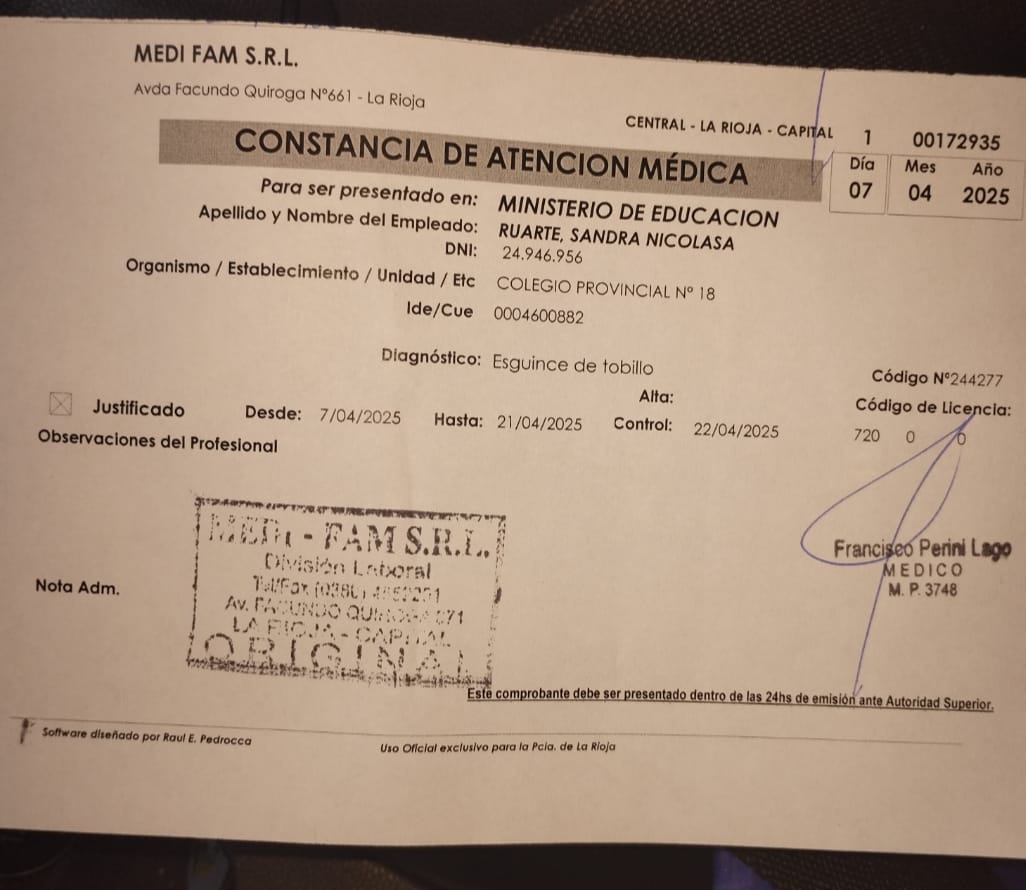 MEDI FAM S.R.L.
Avda Facundo Quiroga N°661 - La Rioja
CENTRAL - LA RIOJA - CAPITAL 1 00172935
CONSTANCIA DE ATENCION MÉDICA
Día Mes Año
07 04 2025
Para ser presentado en: MINISTERIO DE EDUCACION
Apellido y Nombre del Empleado: RUARTE, SANDRA NICOLASA
DNI: 24.946.956
Organismo / Establecimiento / Unidad / Etc COLEGIO PROVINCIAL Nº 18
Ide/Cue 0004600882
Diagnóstico: Esguince de tobillo
Código N°244277
Alta:
Código de Licencia:
Justificado Desde: 7/04/2025 Hasta: 21/04/2025 Control: 22/04/2025
720 0 0
Observaciones del Profesional
MEDI - FAM S.R.L.
División Laboral
Tel/Fax (0380)
Av. FACUNDO QUIROGA
LA RIOJA - CAPITAL
ORIGINAL
Francisco Perini Lago
MEDICO
M. P. 3748
Nota Adm.
Este comprobante debe ser presentado dentro de las 24hs de emisión ante Autoridad Superior.
Software diseñado por Raul E. Pedrocca
Uso Oficial exclusivo para la Pcia. de La Rioja